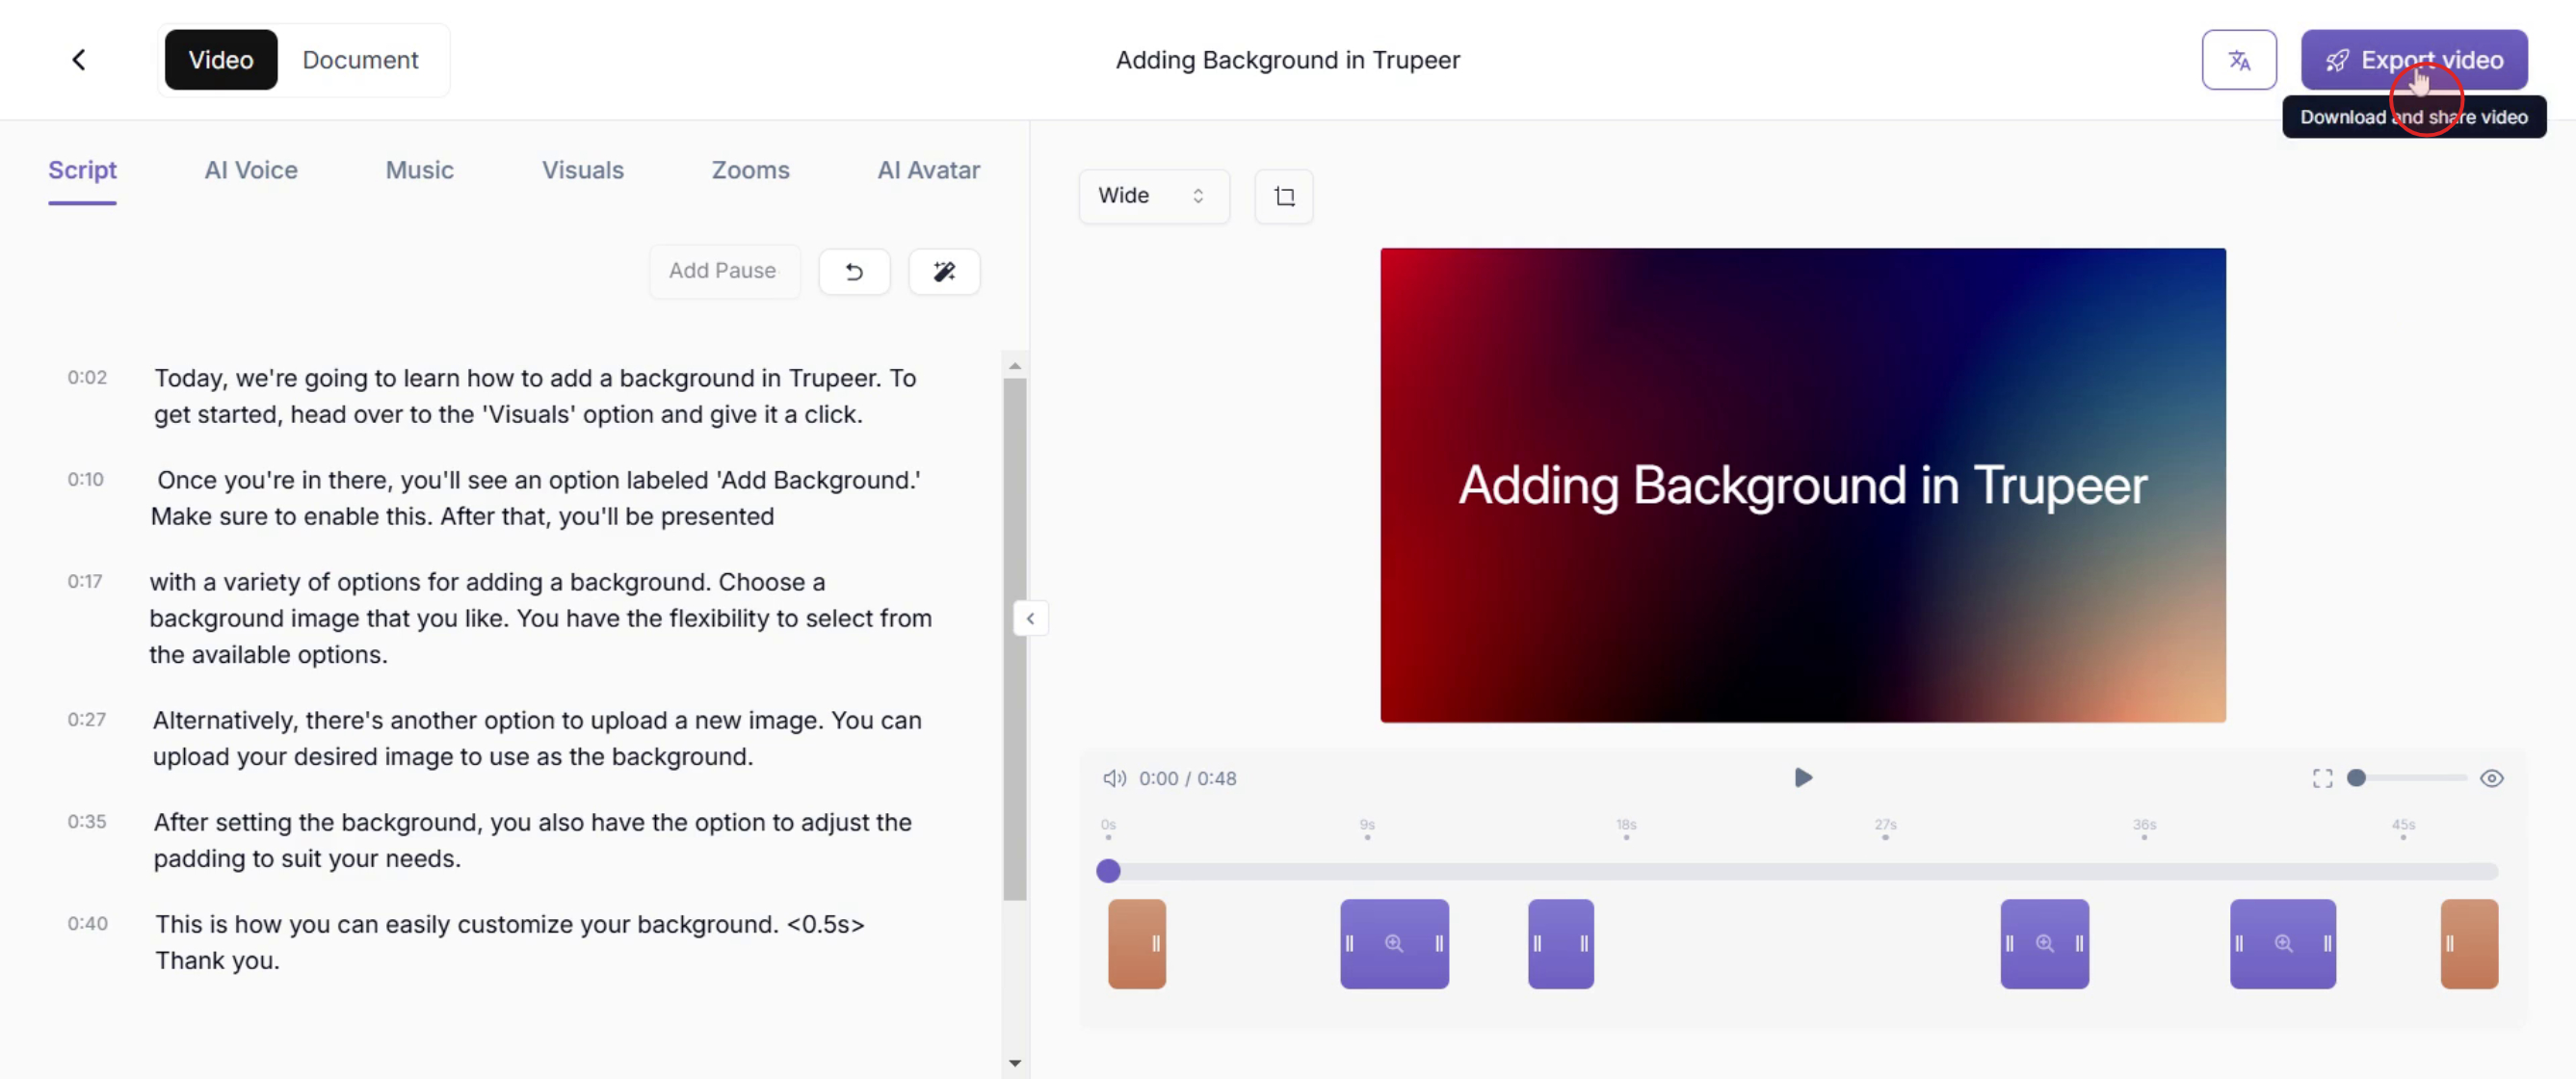 Video
Document
Adding Background in Trupeer
Export video
Download and share video
Script
AI Voice
Music
Visuals
Zooms
AI Avatar
Add Pause
0:02
Today, we're going to learn how to add a background in Trupeer. To
get started, head over to the 'Visuals' option and give it a click.
0:10
Once you're in there, you'll see an option labeled 'Add Background.'
Make sure to enable this. After that, you'll be presented
0:17
with a variety of options for adding a background. Choose a
background image that you like. You have the flexibility to select from
the available options.
0:27
Alternatively, there's another option to upload a new image. You can
upload your desired image to use as the background.
0:35
After setting the background, you also have the option to adjust the
padding to suit your needs.
0:40
This is how you can easily customize your background. <0.5s>
Thank you.
Wide
Adding Background in Trupeer
0:00 / 0:48
0s
9s
18s
27s
36s
45s